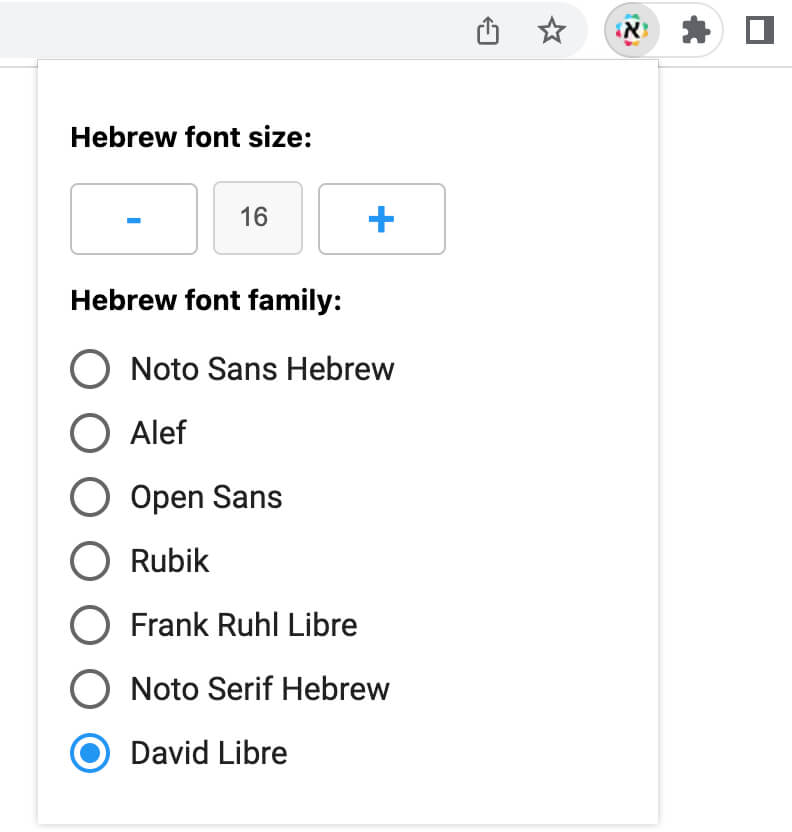 א
Hebrew font size:
- 16 +
Hebrew font family:
Noto Sans Hebrew
Alef
Open Sans
Rubik
Frank Ruhl Libre
Noto Serif Hebrew
David Libre